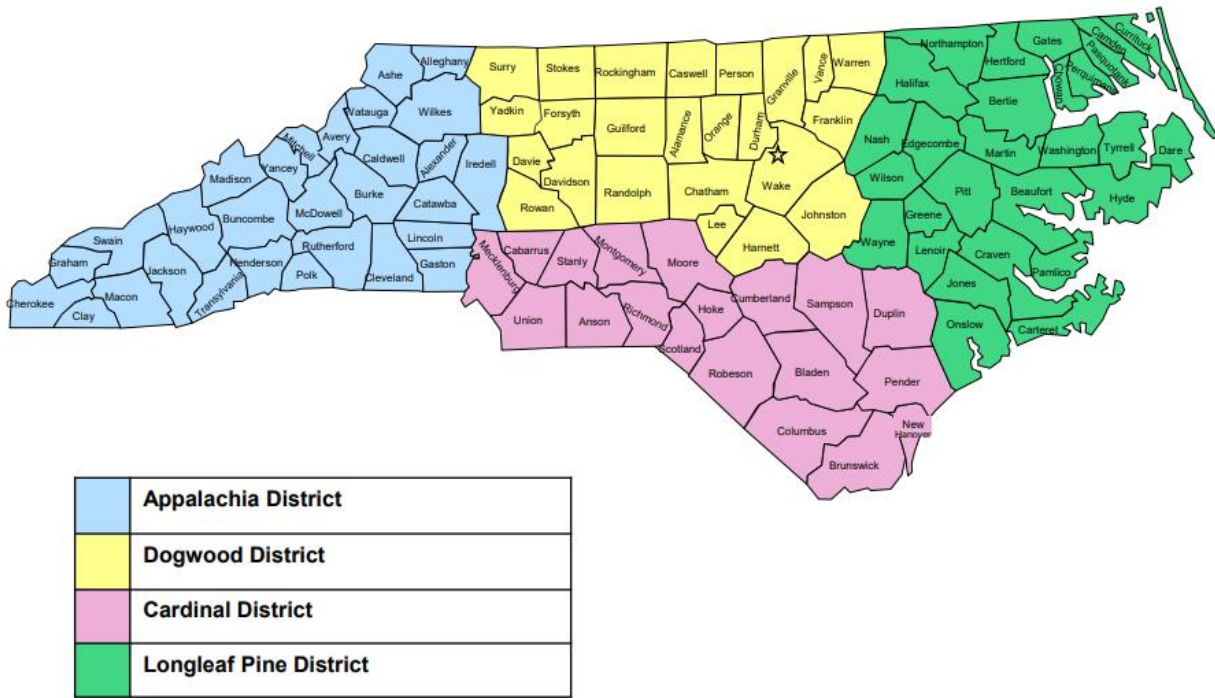 Ashe
Alleghany
Surry
Stokes
Rockingham
Caswell
Person
Granville
Vance
Warren
Northampton
Gates
Camden
Currituck
Pasquotank
Perquimans
Chowan
Hertford
Halifax
Watauga
Wilkes
Yadkin
Forsyth
Guilford
Alamance
Orange
Durham
Franklin
Bertie
Mitchell
Avery
Yancey
Caldwell
Alexander
Iredell
Davie
Davidson
Randolph
Chatham
Wake
Nash
Edgecombe
Martin
Washington
Tyrrell
Dare
Madison
Burke
Catawba
Rowan
Wilson
Pitt
Beaufort
Hyde
Buncombe
McDowell
Haywood
Lincoln
Lee
Johnston
Greene
Swain
Rutherford
Cabarrus
Montgomery
Harnett
Wayne
Lenoir
Craven
Graham
Jackson
Henderson
Polk
Cleveland
Gaston
Mecklenburg
Stanly
Moore
Pamlico
Cherokee
Macon
Transylvania
Clay
Union
Anson
Richmond
Hoke
Cumberland
Sampson
Duplin
Jones
Onslow
Carteret
Scotland
Robeson
Bladen
Pender
Columbus
New
Hanover
Brunswick
Appalachia District
Dogwood District
Cardinal District
Longleaf Pine District